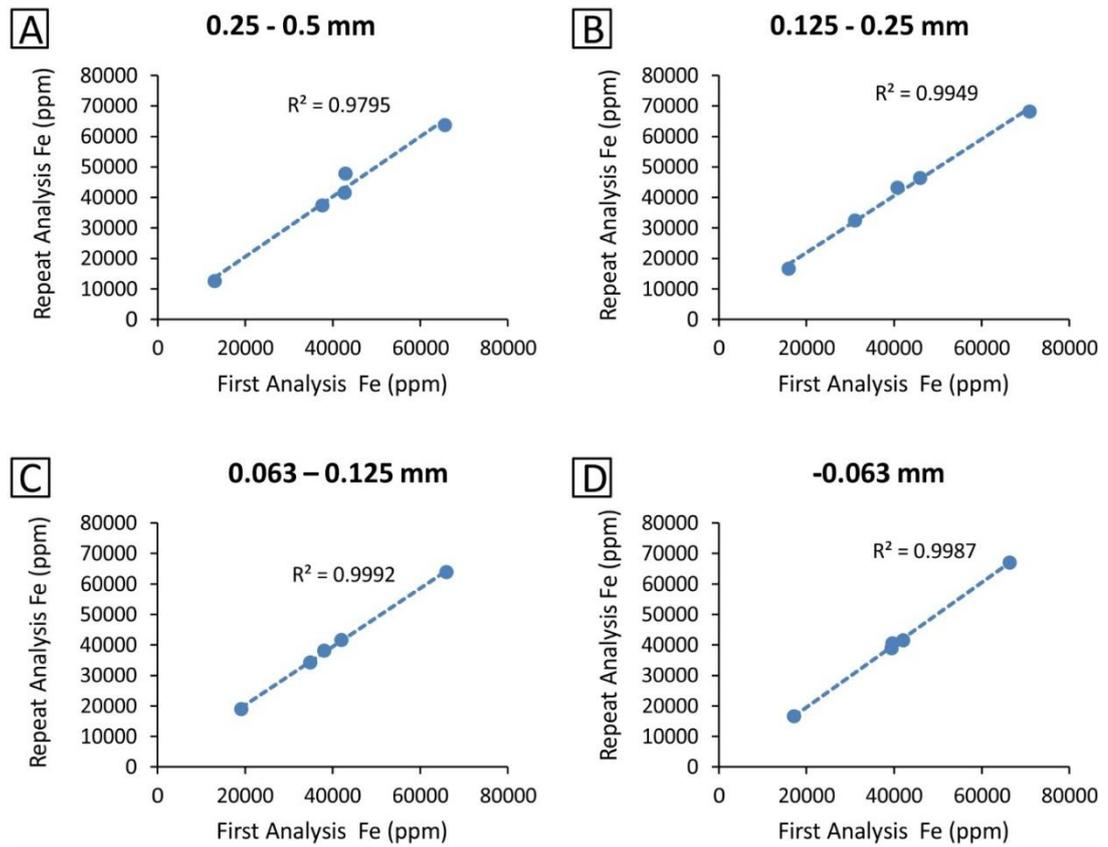 A
0.25 - 0.5 mm
Repeat Analysis Fe (ppm)
80000
70000
60000
50000
40000
30000
20000
10000
0
R² = 0.9795
0 20000 40000 60000 80000
First Analysis Fe (ppm)
B
0.125 - 0.25 mm
Repeat Analysis Fe (ppm)
80000
70000
60000
50000
40000
30000
20000
10000
0
R² = 0.9949
0 20000 40000 60000 80000
First Analysis Fe (ppm)
C
0.063 – 0.125 mm
Repeat Analysis Fe (ppm)
80000
70000
60000
50000
40000
30000
20000
10000
0
R² = 0.9992
0 20000 40000 60000 80000
First Analysis Fe (ppm)
D
-0.063 mm
Repeat Analysis Fe (ppm)
80000
70000
60000
50000
40000
30000
20000
10000
0
R² = 0.9987
0 20000 40000 60000 80000
First Analysis Fe (ppm)